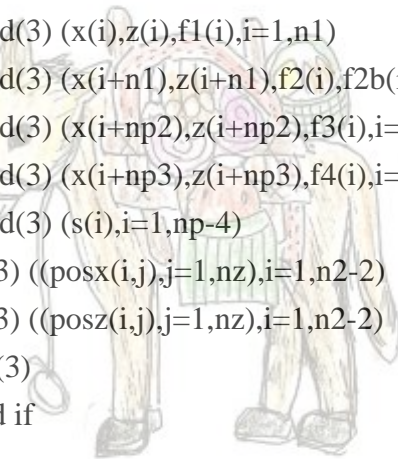 d(3) (x(i),z(i),f1(i),i=1,n1)
d(3) (x(i+n1),z(i+n1),f2(i),f2b(
d(3) (x(i+np2),z(i+np2),f3(i),i=
d(3) (x(i+np3),z(i+np3),f4(i),i=
d(3) (s(i),i=1,np-4)
3) ((posx(i,j),j=1,nz),i=1,n2-2)
3) ((posz(i,j),j=1,nz),i=1,n2-2)
(3)
d if